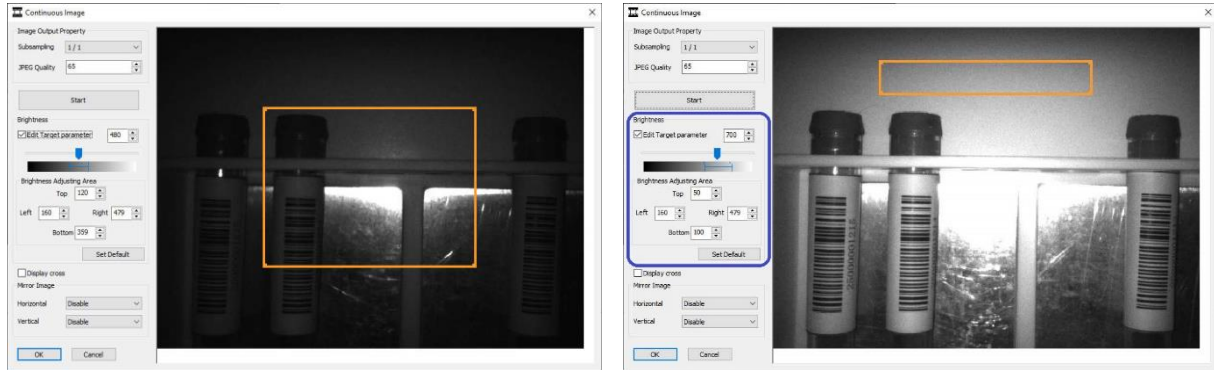 Continuous Image
Image Output Property
Subsampling 1/1
JPEG Quality 65
Start
Brightness
Edit Target parameter 480
Brightness Adjusting Area
Top 120
Left 160 Right 479
Bottom 359
Set Default
Display cross
Mirror Image
Horizontal Disable
Vertical Disable
OK Cancel
Continuous Image
Image Output Property
Subsampling 1/1
JPEG Quality 65
Start
Brightness
Edit Target parameter 700
Brightness Adjusting Area
Top 50
Left 160 Right 479
Bottom 100
Set Default
Display cross
Mirror Image
Horizontal Disable
Vertical Disable
OK Cancel